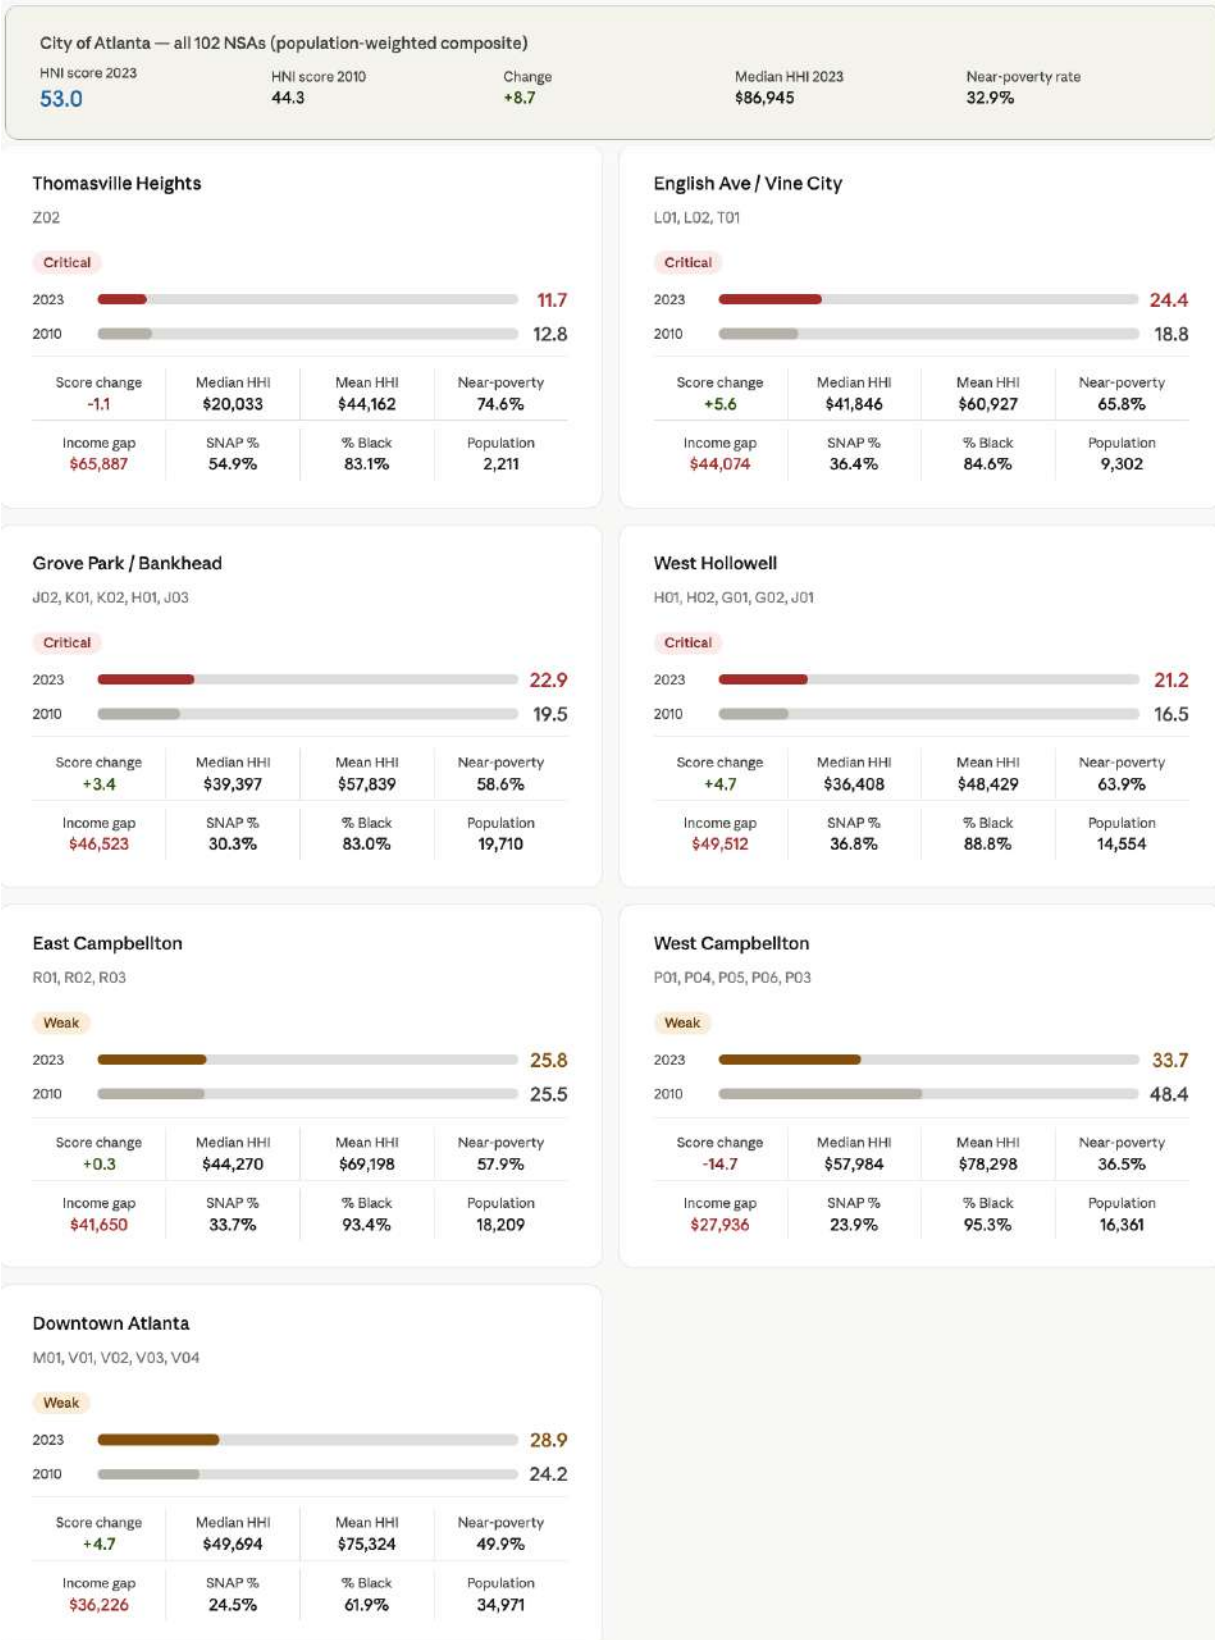 City of Atlanta — all 102 NSAs (population-weighted composite)
HNI score 2023
HNI score 2010
Change
Median HHI 2023
Near-poverty rate
53.0
44.3
+8.7
$86,945
32.9%
Thomasville Heights
Z02
Critical
2023 11.7
2010 12.8
Score change Median HHI Mean HHI Near-poverty
-1.1 $20,033 $44,162 74.6%
Income gap SNAP % % Black Population
$65,887 54.9% 83.1% 2,211
English Ave / Vine City
L01, L02, T01
Critical
2023 24.4
2010 18.8
Score change Median HHI Mean HHI Near-poverty
+5.6 $41,846 $60,927 65.8%
Income gap SNAP % % Black Population
$44,074 36.4% 84.6% 9,302
Grove Park / Bankhead
J02, K01, K02, H01, J03
Critical
2023 22.9
2010 19.5
Score change Median HHI Mean HHI Near-poverty
+3.4 $39,397 $57,839 58.6%
Income gap SNAP % % Black Population
$46,523 30.3% 83.0% 19,710
West Hollowell
H01, H02, G01, G02, J01
Critical
2023 21.2
2010 16.5
Score change Median HHI Mean HHI Near-poverty
+4.7 $36,408 $48,429 63.9%
Income gap SNAP % % Black Population
$49,512 36.8% 88.8% 14,554
East Campbellton
R01, R02, R03
Weak
2023 25.8
2010 25.5
Score change Median HHI Mean HHI Near-poverty
+0.3 $44,270 $69,198 57.9%
Income gap SNAP % % Black Population
$41,650 33.7% 93.4% 18,209
West Campbellton
P01, P04, P05, P06, P03
Weak
2023 33.7
2010 48.4
Score change Median HHI Mean HHI Near-poverty
-14.7 $57,984 $78,298 36.5%
Income gap SNAP % % Black Population
$27,936 23.9% 95.3% 16,361
Downtown Atlanta
M01, V01, V02, V03, V04
Weak
2023 28.9
2010 24.2
Score change Median HHI Mean HHI Near-poverty
+4.7 $49,694 $75,324 49.9%
Income gap SNAP % % Black Population
$36,226 24.5% 61.9% 34,971